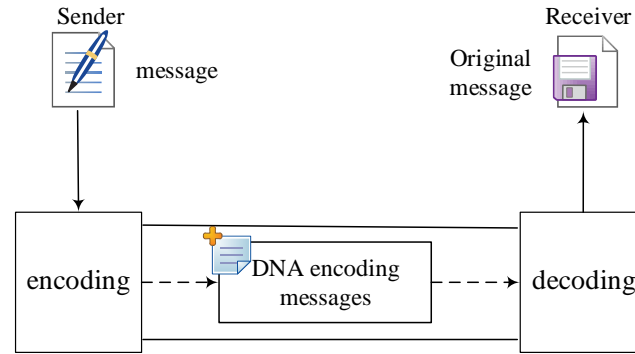 Sender
Receiver
message
Original
message
encoding
DNA encoding
messages
decoding